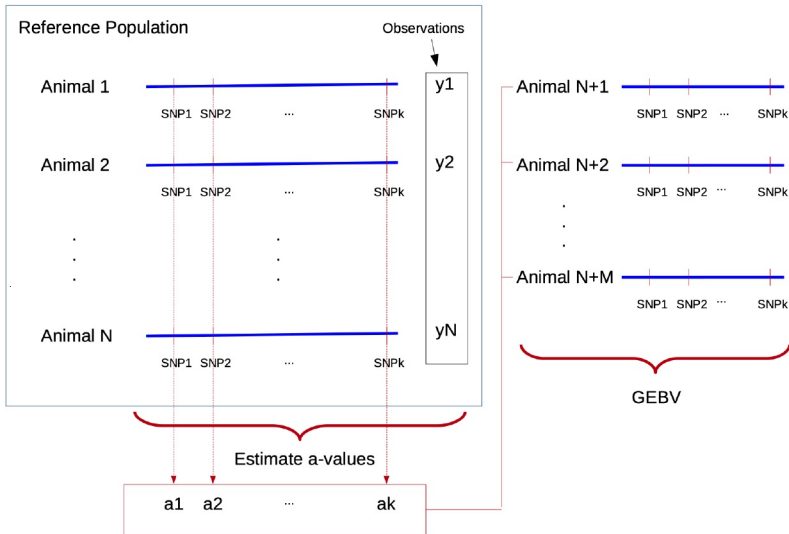 Reference Population
Observations
Animal 1
y1
SNP1 SNP2 ... SNPk
Animal 2
y2
SNP1 SNP2 ... SNPk
. . .
. . .
Animal N
yN
SNP1 SNP2 ... SNPk
Estimate a-values
a1 a2 ... ak
Animal N+1
SNP1 SNP2 ... SNPk
Animal N+2
SNP1 SNP2 ... SNPk
. . .
Animal N+M
SNP1 SNP2 ... SNPk
GEBV